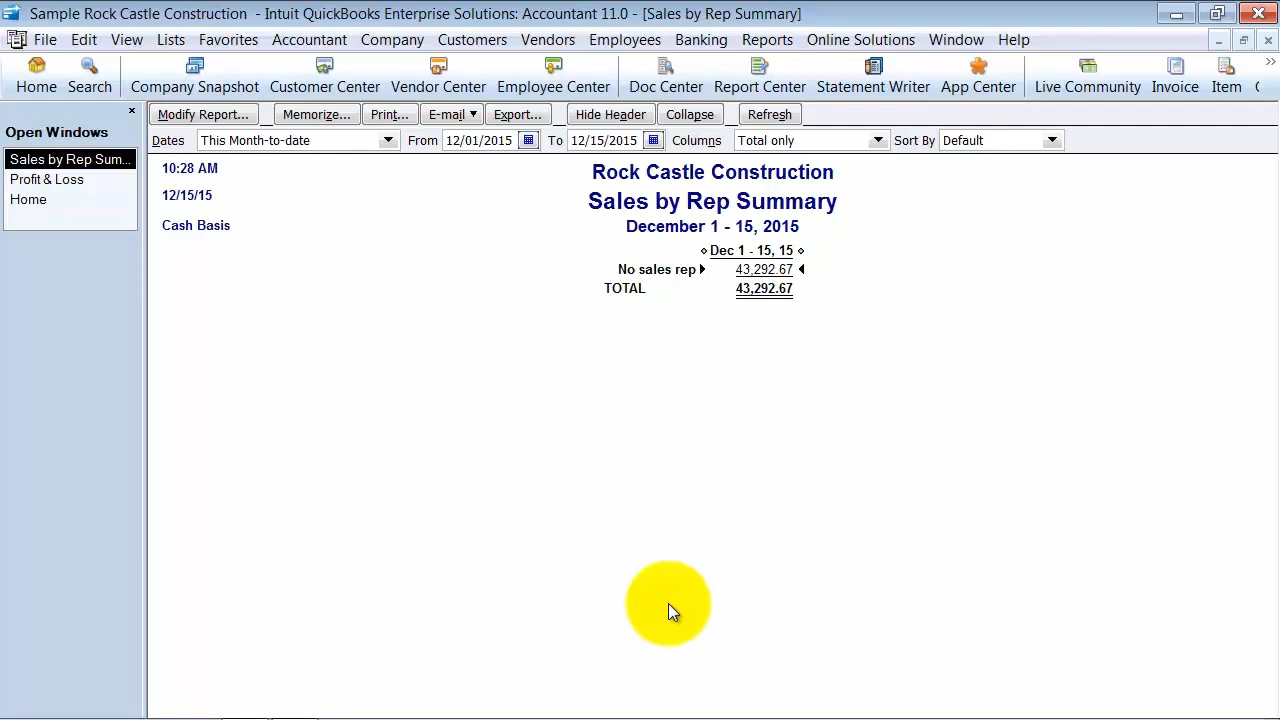 Sample Rock Castle Construction - Intuit QuickBooks Enterprise Solutions: Accountant 11.0 - [Sales by Rep Summary]
File Edit View Lists Favorites Accountant Company Customers Vendors Employees Banking Reports Online Solutions Window Help
Home Search Company Snapshot Customer Center Vendor Center Employee Center Doc Center Report Center Statement Writer App Center Live Community Invoice Item
Open Windows
Sales by Rep Sum...
Profit & Loss
Home
Modify Report... Memorize... Print... E-mail Export... Hide Header Collapse Refresh
Dates This Month-to-date From 12/01/2015 To 12/15/2015 Columns Total only Sort By Default
10:28 AM
12/15/15
Cash Basis
Rock Castle Construction
Sales by Rep Summary
December 1 - 15, 2015
Dec 1 - 15, 15
No sales rep 43,292.67
TOTAL 43,292.67